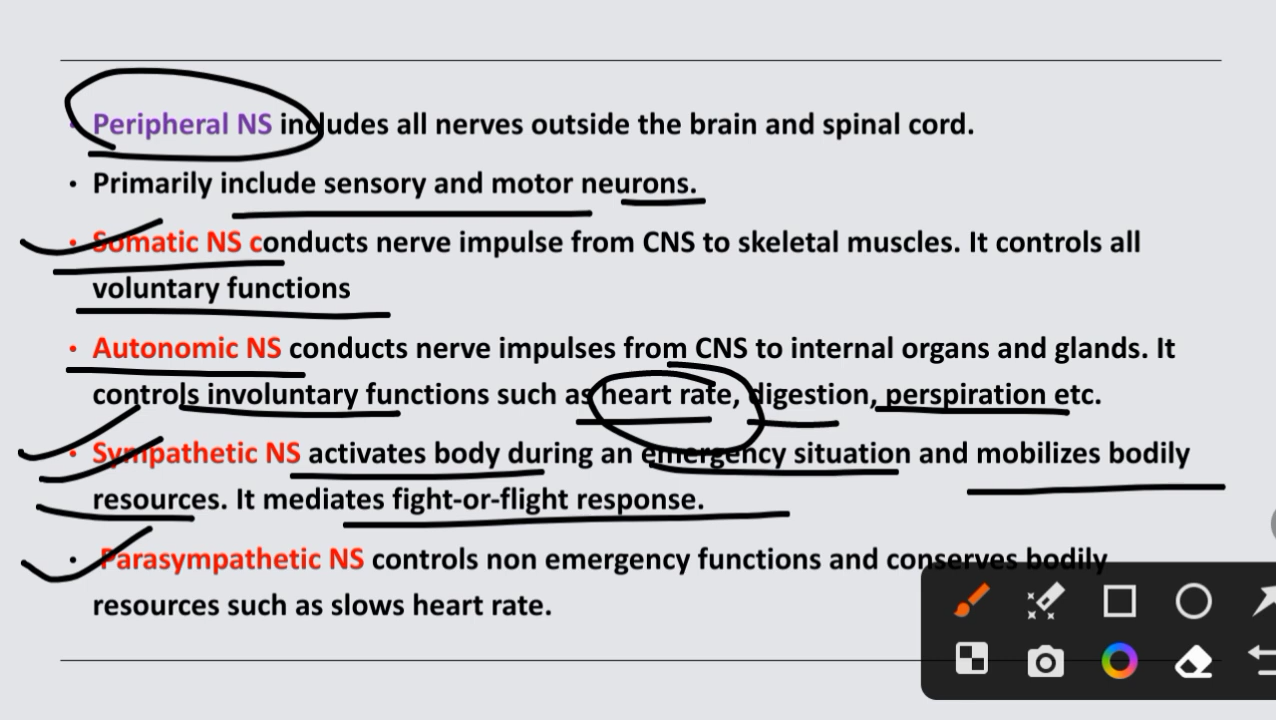 • Peripheral NS includes all nerves outside the brain and spinal cord.
• Primarily include sensory and motor neurons.
• Somatic NS conducts nerve impulse from CNS to skeletal muscles. It controls all
voluntary functions
• Autonomic NS conducts nerve impulses from CNS to internal organs and glands. It
controls involuntary functions such as heart rate, digestion, perspiration etc.
• Sympathetic NS activates body during an emergency situation and mobilizes bodily
resources. It mediates fight-or-flight response.
• Parasympathetic NS controls non emergency functions and conserves bodily
resources such as slows heart rate.